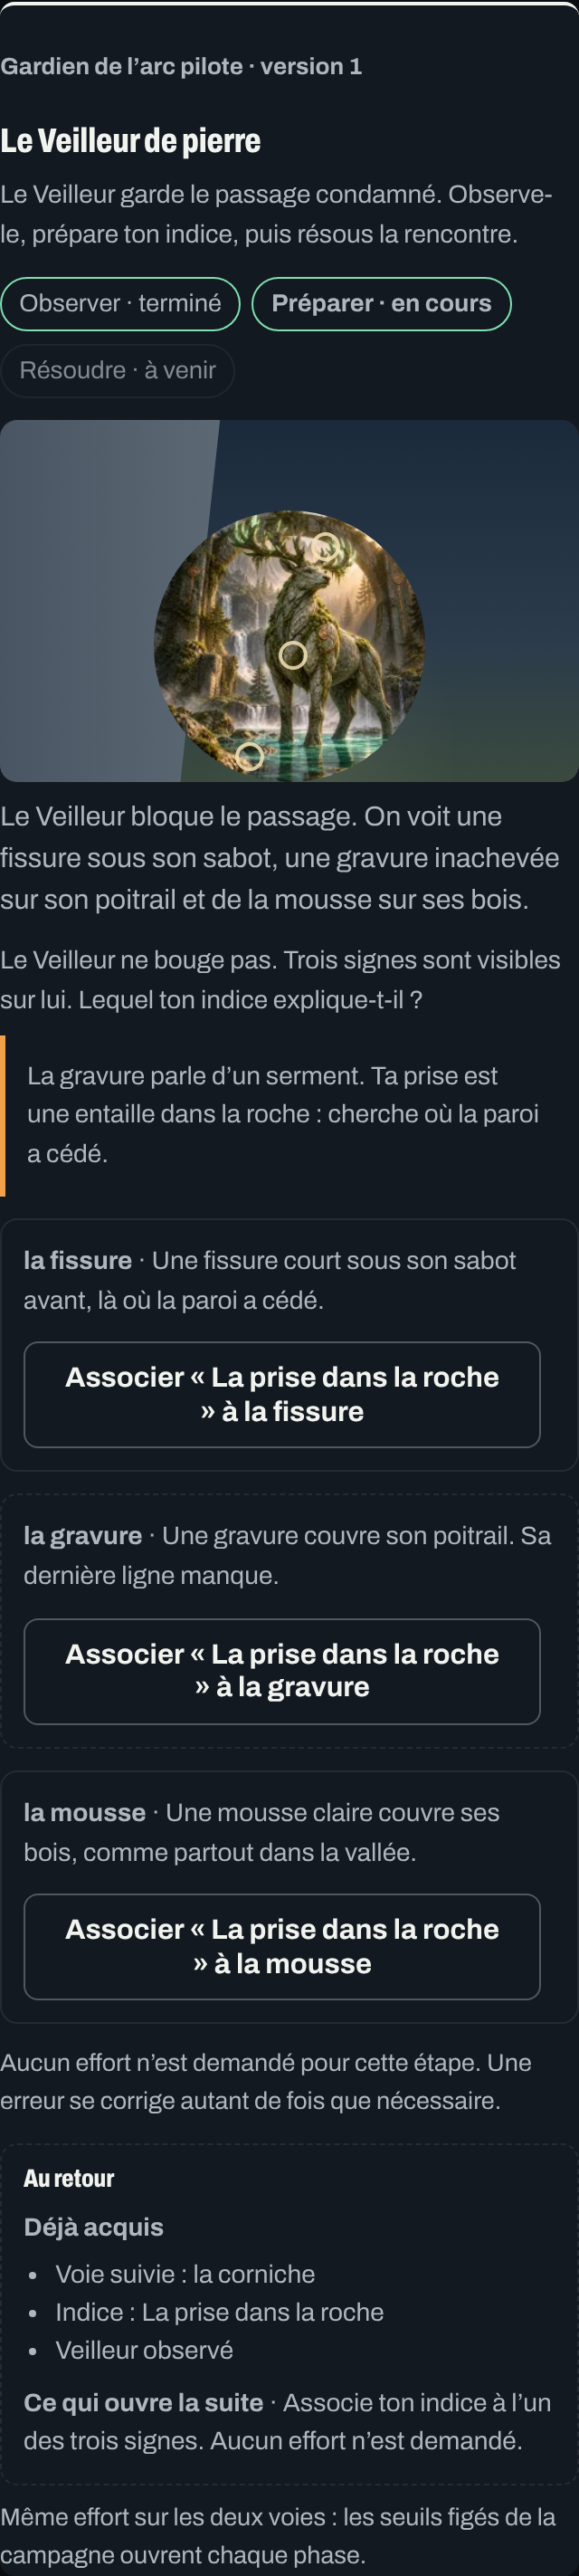 Gardien de l’arc pilote · version 1
Le Veilleur de pierre
Le Veilleur garde le passage condamné. Observe-
le, prépare ton indice, puis résous la rencontre.
Observer · terminé
Préparer · en cours
Résoudre · à venir
Le Veilleur bloque le passage. On voit une
fissure sous son sabot, une gravure inachevée
sur son poitrail et de la mousse sur ses bois.
Le Veilleur ne bouge pas. Trois signes sont visibles
sur lui. Lequel ton indice explique-t-il ?
La gravure parle d’un serment. Ta prise est
une entaille dans la roche : cherche où la paroi
a cédé.
la fissure · Une fissure court sous son sabot
avant, là où la paroi a cédé.
Associer « La prise dans la roche
» à la fissure
la gravure · Une gravure couvre son poitrail. Sa
dernière ligne manque.
Associer « La prise dans la roche
» à la gravure
la mousse · Une mousse claire couvre ses
bois, comme partout dans la vallée.
Associer « La prise dans la roche
» à la mousse
Aucun effort n’est demandé pour cette étape. Une
erreur se corrige autant de fois que nécessaire.
Au retour
Déjà acquis
• Voie suivie : la corniche
• Indice : La prise dans la roche
• Veilleur observé
Ce qui ouvre la suite · Associe ton indice à l’un
des trois signes. Aucun effort n’est demandé.
Même effort sur les deux voies : les seuils figés de la
campagne ouvrent chaque phase.